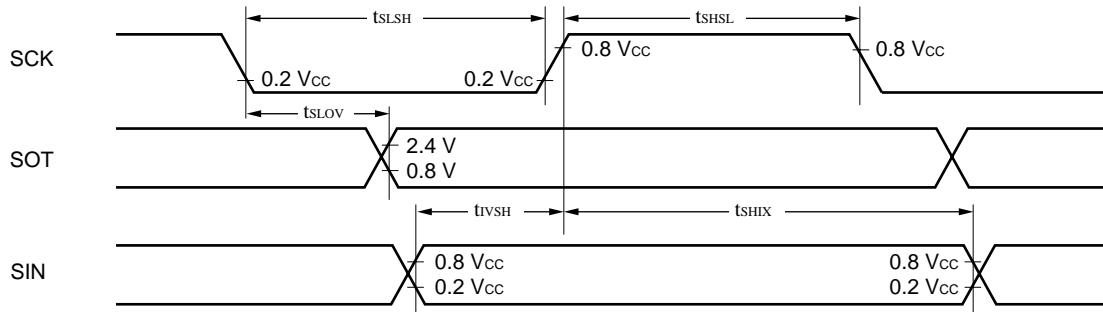 tSLSH tSHSL
SCK 0.2 VCC 0.2 VCC 0.8 VCC 0.8 VCC
tSLOV
SOT 2.4 V
0.8 V
tIVSH tSHIX
SIN 0.8 VCC 0.8 VCC
0.2 VCC 0.2 VCC